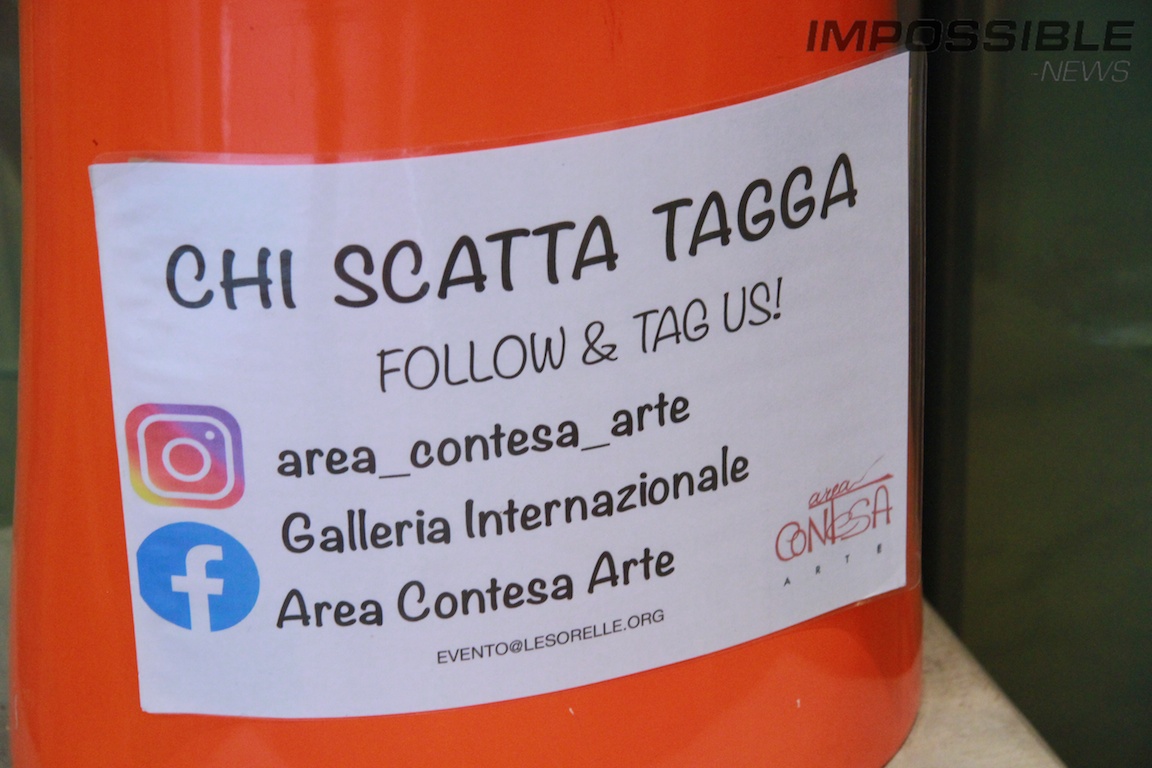 IMPOSSIBLE
-NEWS
CHI SCATTA TAGGA
FOLLOW & TAG US!
area_contesa_arte
Galleria Internazionale
Area Contesa Arte
EVENTO@LESORELLE.ORG
area
CONTESA
ARTE